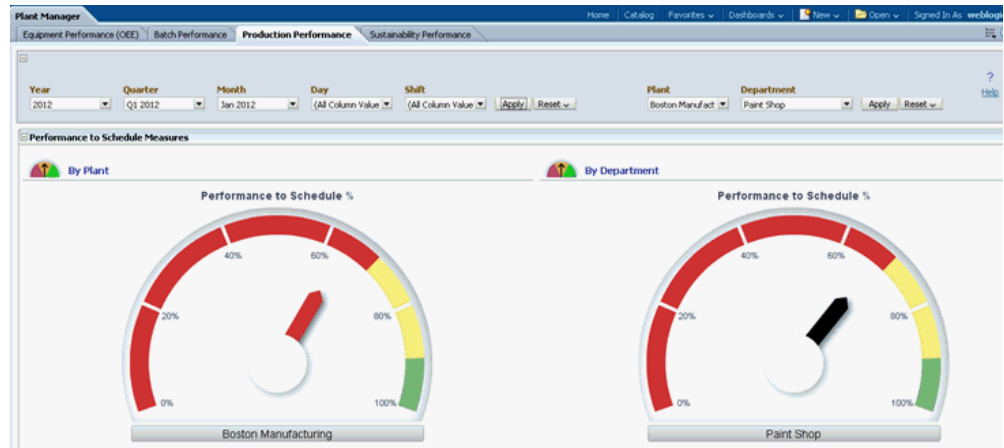 Plant Manager
Home Catalog Favorites Dashboards New Open Signed In As weblogic
Equipment Performance (OEE) Batch Performance Production Performance Sustainability Performance
?
Help
Year Quarter Month Day Shift Plant Department
2012 Q1 2012 Jan 2012 (All Column Value (All Column Value Apply Reset Boston Manufact Paint Shop Apply Reset
Performance to Schedule Measures
By Plant By Department
Performance to Schedule % Performance to Schedule %
40% 60% 40% 60%
20% 80% 20% 80%
0% 100% 0% 100%
Boston Manufacturing Paint Shop